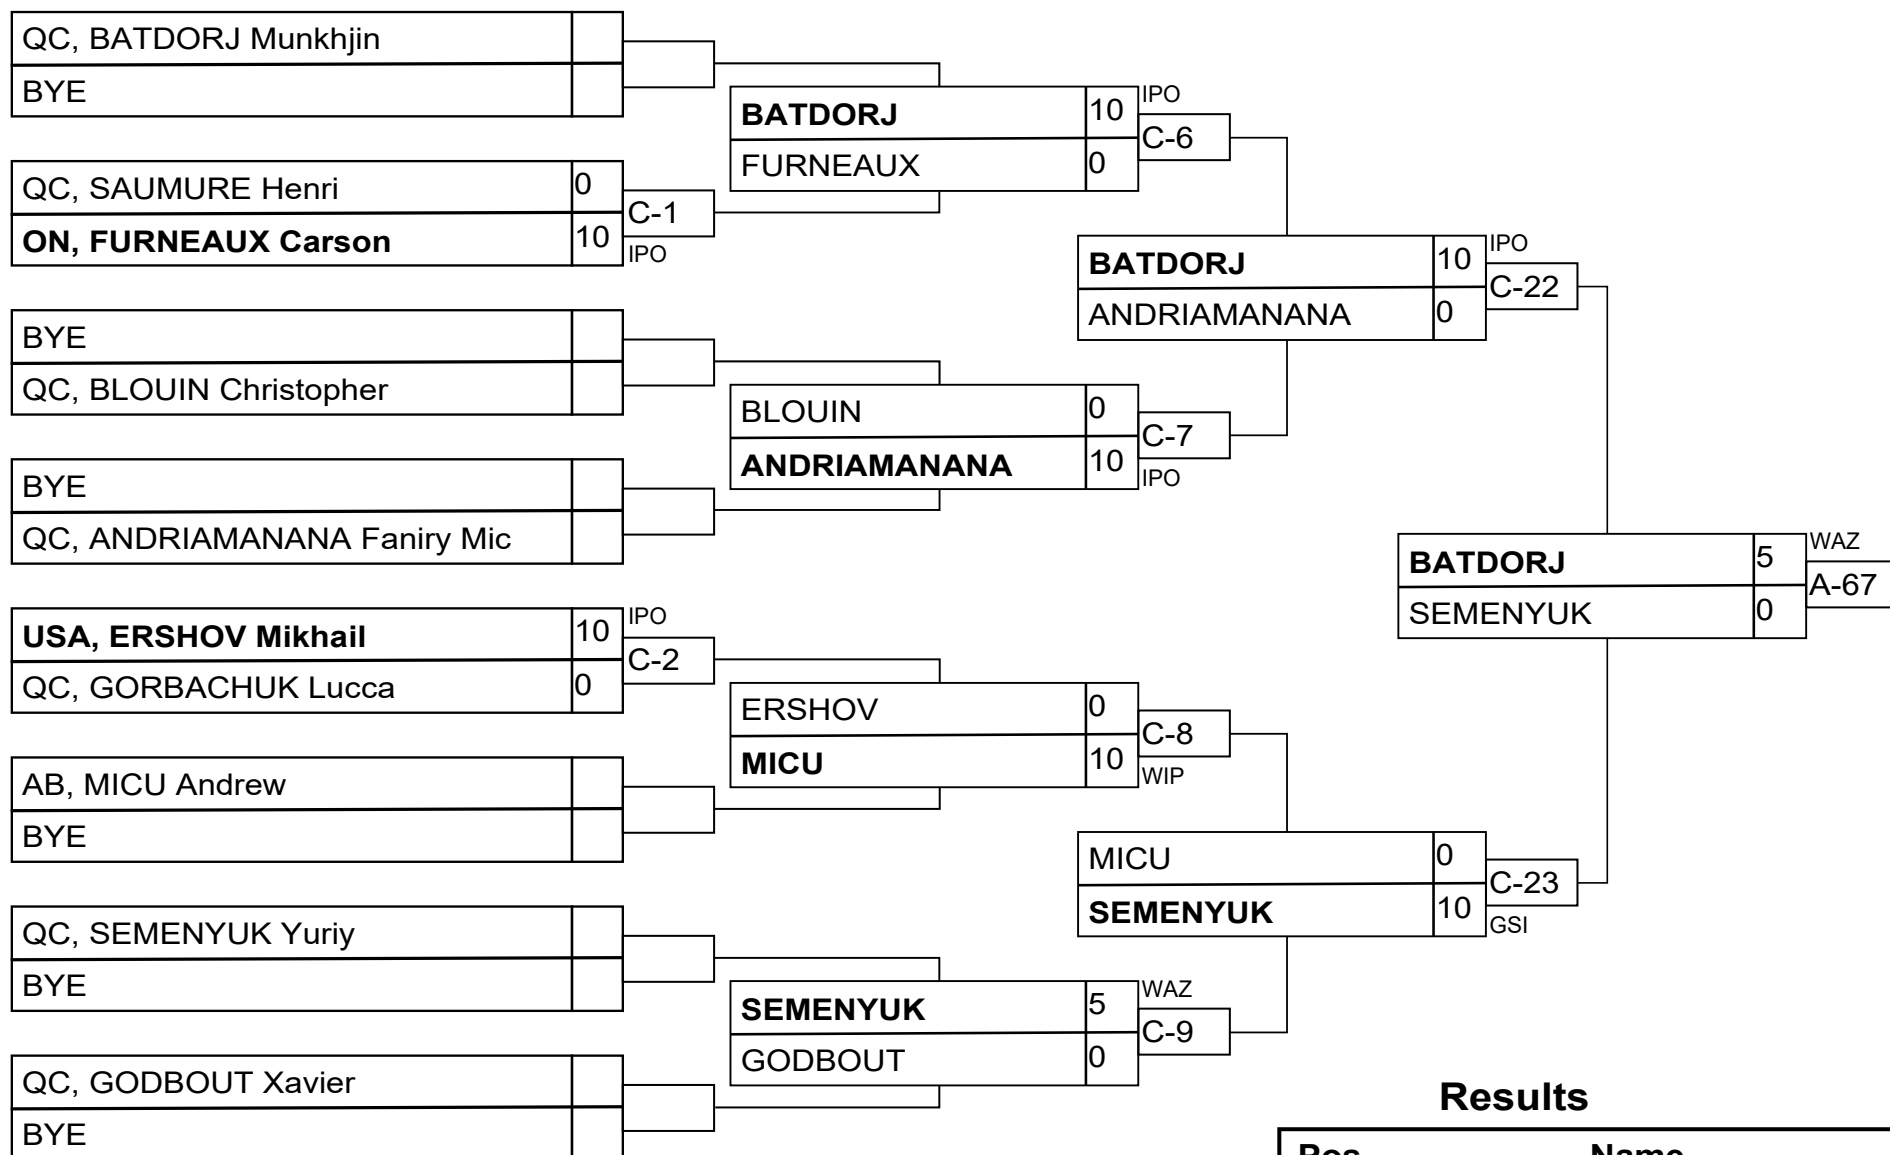 QC, BATDORJ Munkhjin
BYE
QC, SAUMURE Henri 0
ON, FURNEAUX Carson 10
C-1
IPO
BYE
QC, BLOUIN Christopher
BYE
QC, ANDRIAMANANA Faniry Mic
USA, ERSHOV Mikhail 10
QC, GORBACHUK Lucca 0
IPO
C-2
AB, MICU Andrew
BYE
QC, SEMENYUK Yuriy
BYE
QC, GODBOUT Xavier
BYE
BATDORJ 10
FURNEAUX 0
IPO
C-6
BLOUIN 0
ANDRIAMANANA 10
C-7
IPO
ERSHOV 0
MICU 10
C-8
WIP
SEMENYUK 5
GODBOUT 0
WAZ
C-9
BATDORJ 10
ANDRIAMANANA 0
IPO
C-22
MICU 0
SEMENYUK 10
C-23
GSI
BATDORJ 5
SEMENYUK 0
WAZ
A-67
Results
Pos Name